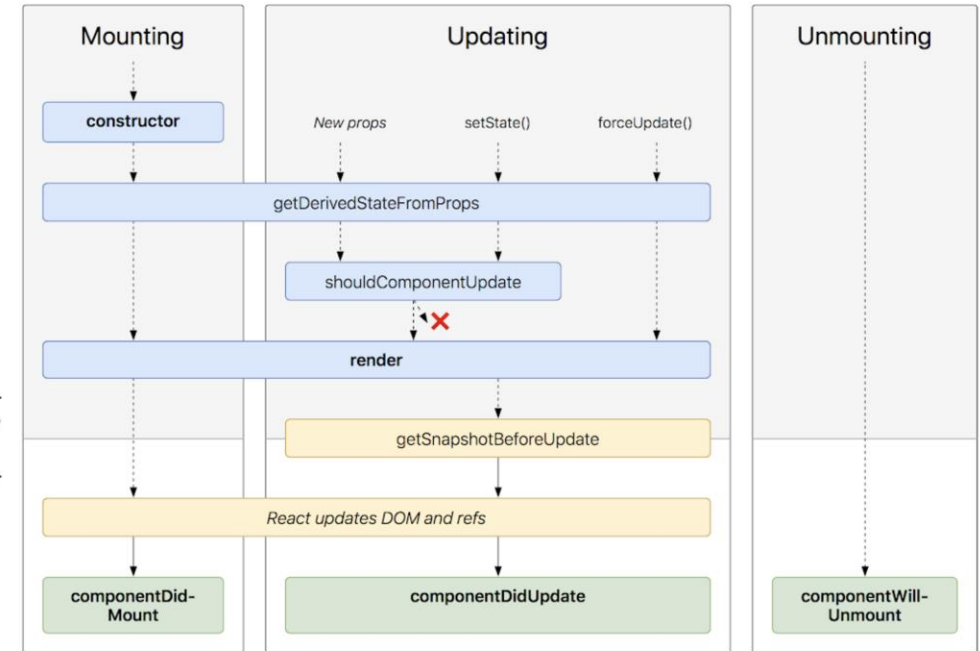 Mounting
Updating
Unmounting
constructor
New props
setState()
forceUpdate()
getDerivedStateFromProps
shouldComponentUpdate
render
getSnapshotBeforeUpdate
React updates DOM and refs
componentDid-
Mount
componentDidUpdate
componentWill-
Unmount